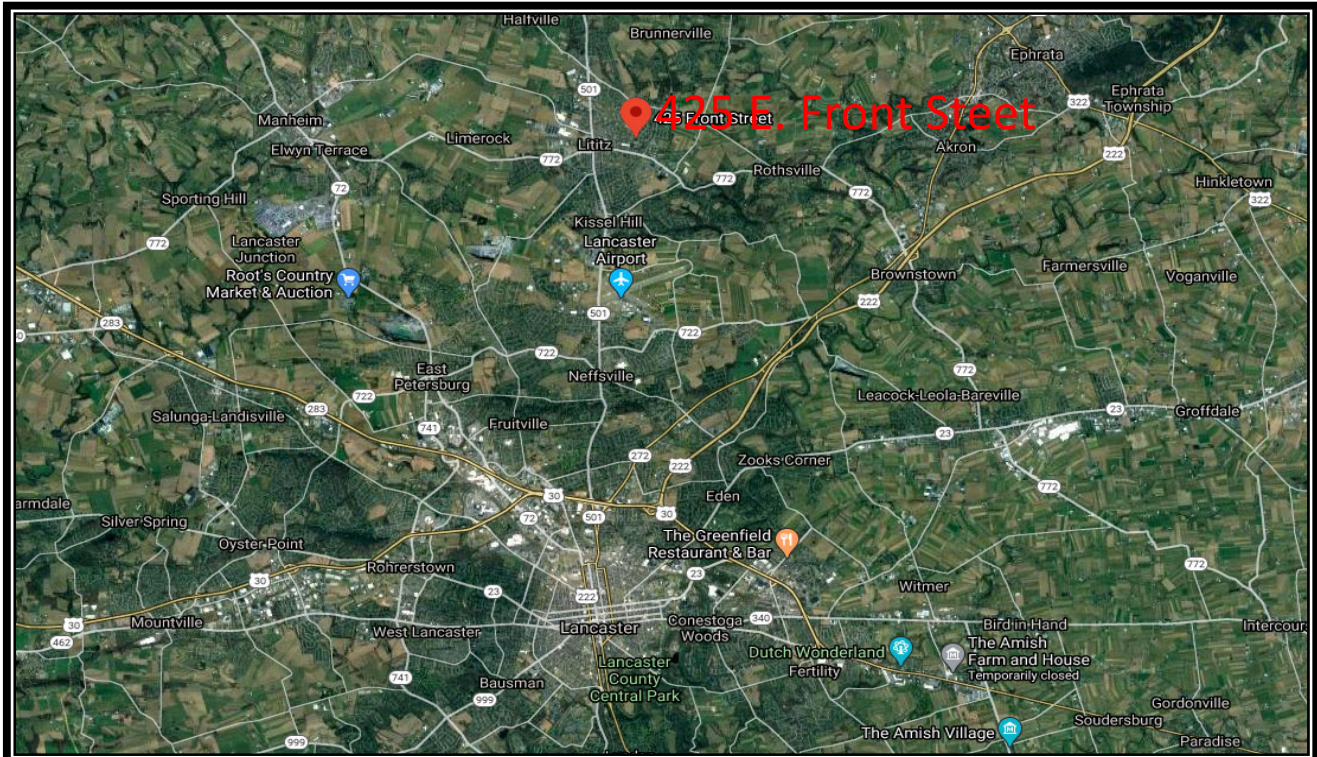 Halfville
Brunnerville
Ephrata
501
322
Ephrata
Township
425 Front Street
425 E. Front Steet
Manheim
Limerock
Lititz
Elwyn Terrace
772
Akron
222
Rothsville
772
772
Hinkletown
322
72
Sporting Hill
Kissel Hill
772
Lancaster
Junction
Lancaster
Airport
Root's Country
Market & Auction
Brownstown
Farmersville
Voganville
222
501
283
722
722
East
Petersburg
Neffsville
772
Leacock-Leola-Bareville
722
283
Salunga-Landisville
23
Groffdale
741
Fruitville
23
272
222
Zooks Corner
772
30
Eden
armdale
Silver Spring
72
501
30
The Greenfield
Restaurant & Bar
Oyster Point
Rohrerstown
772
30
23
23
Witmer
222
30
Mountville
462
West Lancaster
Lancaster
Conestoga
Woods
340
Bird in Hand
Intercour
Dutch Wonderland
The Amish
Farm and House
Temporarily closed
Fertility
Lancaster
County
Central Park
741
Bausman
999
Gordonville
Soudersburg
The Amish Village
Paradise
999